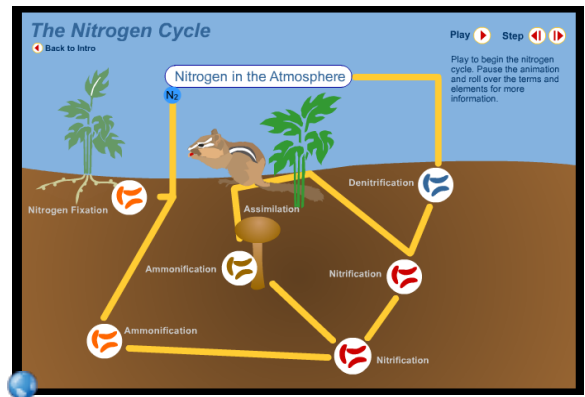 The Nitrogen Cycle
Back to Intro
Play Step
Play to begin the nitrogen
cycle. Pause the animation
and roll over the terms and
elements for more
information.
Nitrogen in the Atmosphere
N₂
Denitrification
Nitrogen Fixation
Assimilation
Ammonification
Nitrification
Ammonification
Nitrification